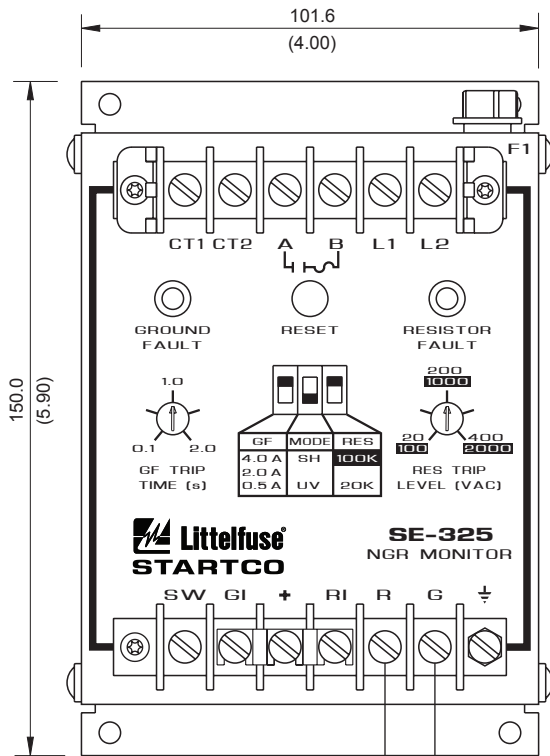 101.6
(4.00)
150.0
(5.90)
F1
CT1 CT2 A B L1 L2
GROUND
FAULT
RESET
RESISTOR
FAULT
1.0
0.1 2.0
GF TRIP
TIME (s)
GF MODE RES
4.0 A SH 100K
2.0 A
0.5 A UV 20K
200
1000
20 400
100 2000
RES TRIP
LEVEL (VAC)
Littelfuse®
STARTCO
SE-325
NGR MONITOR
SW GI + RI R G